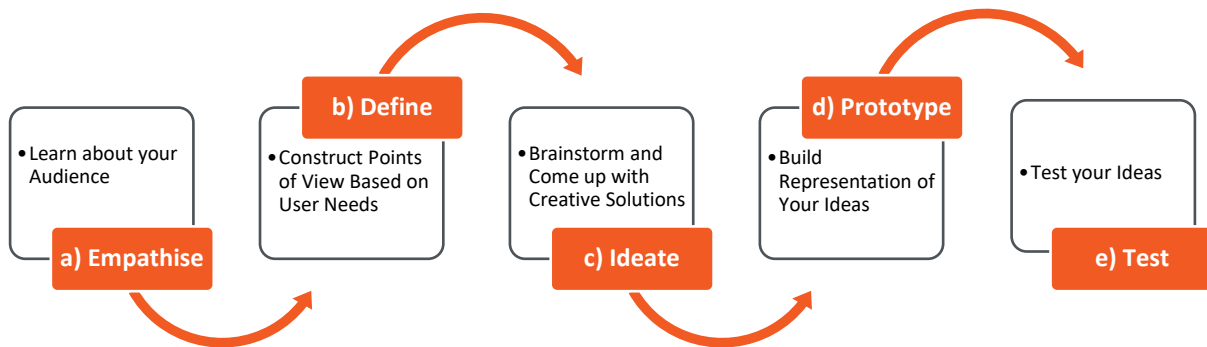 •Learn about your
Audience
a) Empathise
b) Define
•Construct Points
of View Based on
User Needs
•Brainstorm and
Come up with
Creative Solutions
c) Ideate
d) Prototype
•Build
Representation of
Your Ideas
•Test your Ideas
e) Test